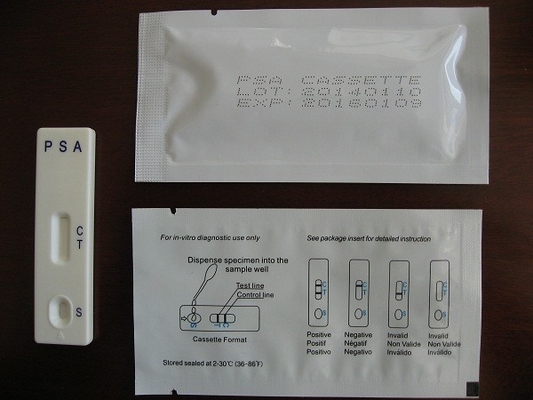 PSA CASSETTE
LOT: 20140110
EXP: 20160109
PSA
C
T
S
For in-vitro diagnostic use only
See package insert for detailed instruction
Dispense specimen into the
sample well
Test line
Control line
S
T
C
Cassette Format
Stored sealed at 2-30℃ (36-86℉)
C
T
S
C
T
S
C
T
S
C
T
S
Positive
Positif
Positivo
Negative
Négatif
Negativo
Invalid
Non Valide
Inválido
Invalid
Non Valide
Inválido